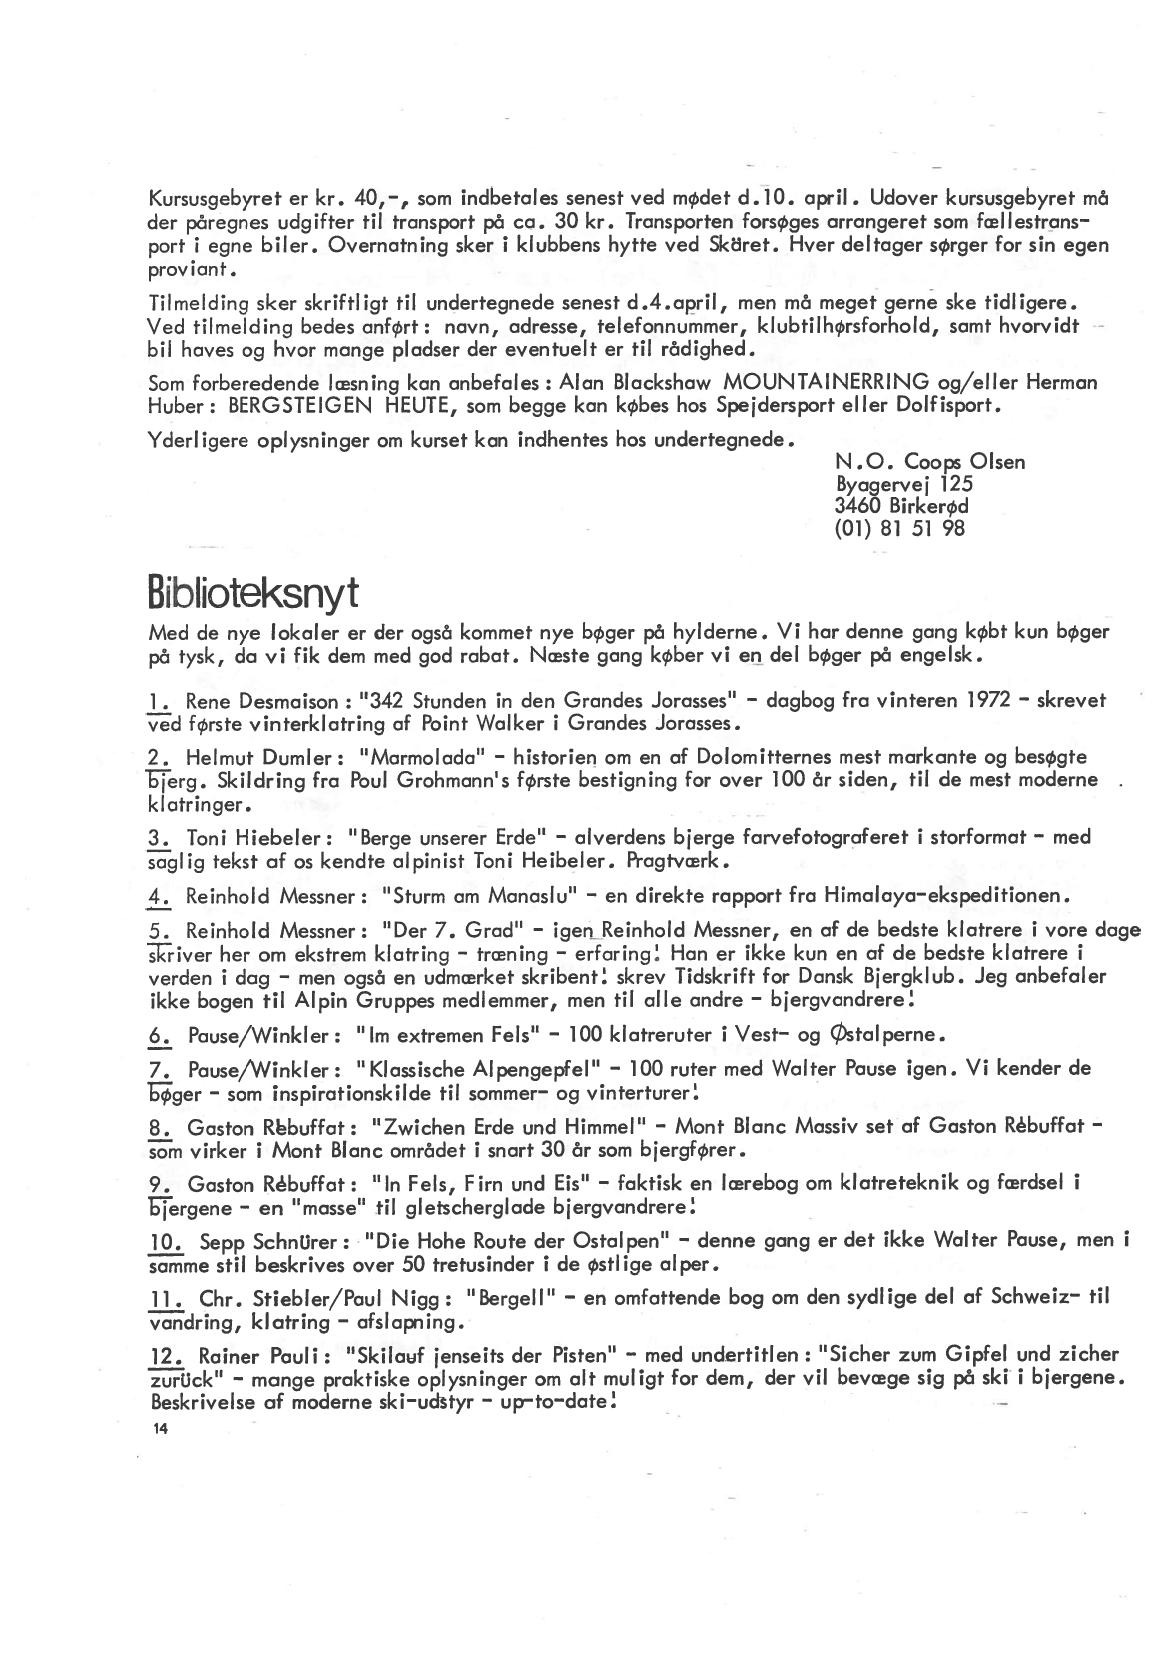 Kursusgebyret er kr. 40,-, som indbetales senest ved mødet d.10. april. Udover kursusgebyret må
der påregnes udgifter til transport på ca. 30 kr. Transporten forsøges arrangeret som fællestrans-
port i egne biler. Overnatning sker i klubbens hytte ved Skäret. Hver deltager sørger for sin egen
proviant.
Tilmelding sker skriftligt til undertegnede senest d.4.april, men må meget gerne ske tidligere.
Ved tilmelding bedes anført: navn, adresse, telefonnummer, klubtilhørsforhold, samt hvorvidt
bil haves og hvor mange pladser der eventuelt er til rådighed.
Som forberedende læsning kan anbefales: Alan Blackshaw MOUNTAINERRING og/eller Herman
Huber: BERGSTEIGEN HEUTE, som begge kan købes hos Spejdersport eller Dolfisport.
Yderligere oplysninger om kurset kan indhentes hos undertegnede.
N.O. Coops Olsen
Byagervej 125
3460 Birkerød
(01) 81 51 98
Biblioteksnyt
Med de nye lokaler er der også kommet nye bøger på hylderne. Vi har denne gang købt kun bøger
på tysk, da vi fik dem med god rabat. Næste gang køber vi en del bøger på engelsk.
1. Rene Desmaison: "342 Stunden in den Grandes Jorasses" - dagbog fra vinteren 1972 - skrevet
ved første vinterklatring af Point Walker i Grandes Jorasses.
2. Helmut Dumler: "Marmolada" - historien om en af Dolomitternes mest markante og besøgte
bjerg. Skildring fra Poul Grohmann's første bestigning for over 100 år siden, til de mest moderne
klatringer.
3. Toni Hiebeler: "Berge unserer Erde" - alverdens bjerge farvefotograferet i storformat - med
saglig tekst af os kendte alpinist Toni Heibeler. Pragtværk.
4. Reinhold Messner: "Sturm am Manaslu" - en direkte rapport fra Himalaya-ekspeditionen.
5. Reinhold Messner: "Der 7. Grad" - igen Reinhold Messner, en af de bedste klatrere i vore dage
skriver her om ekstrem klatring - træning - erfaring! Han er ikke kun en af de bedste klatrere i
verden i dag - men også en udmærket skribent! skrev Tidskrift for Dansk Bjergklub. Jeg anbefaler
ikke bogen til Alpin Gruppes medlemmer, men til alle andre - bjergvandrere!
6. Pause/Winkler: "Im extremen Fels" - 100 klatreruter i Vest- og Østalperne.
7. Pause/Winkler: "Klassische Alpengepfel" - 100 ruter med Walter Pause igen. Vi kender de
bøger - som inspirationskilde til sommer- og vinterturer!
8. Gaston Rèbuffat: "Zwichen Erde und Himmel" - Mont Blanc Massiv set af Gaston Rèbuffat -
som virker i Mont Blanc området i snart 30 år som bjergfører.
9. Gaston Rèbuffat: "In Fels, Firn und Eis" - faktisk en lærebog om klatreteknik og færdsel i
bjergene - en "masse" til gletscherglade bjergvandrere!
10. Sepp Schnürer: "Die Hohe Route der Ostalpen" - denne gang er det ikke Walter Pause, men i
samme stil beskrives over 50 tretusinder i de østlige alper.
11. Chr. Stiebler/Paul Nigg: "Bergell" - en omfattende bog om den sydlige del af Schweiz- til
vandring, klatring - afslapning.
12. Rainer Pauli: "Skilauf jenseits der Pisten" - med undertitlen: "Sicher zum Gipfel und zicher
zurück" - mange praktiske oplysninger om alt muligt for dem, der vil bevæge sig på ski i bjergene.
Beskrivelse af moderne ski-udstyr - up-to-date!
14